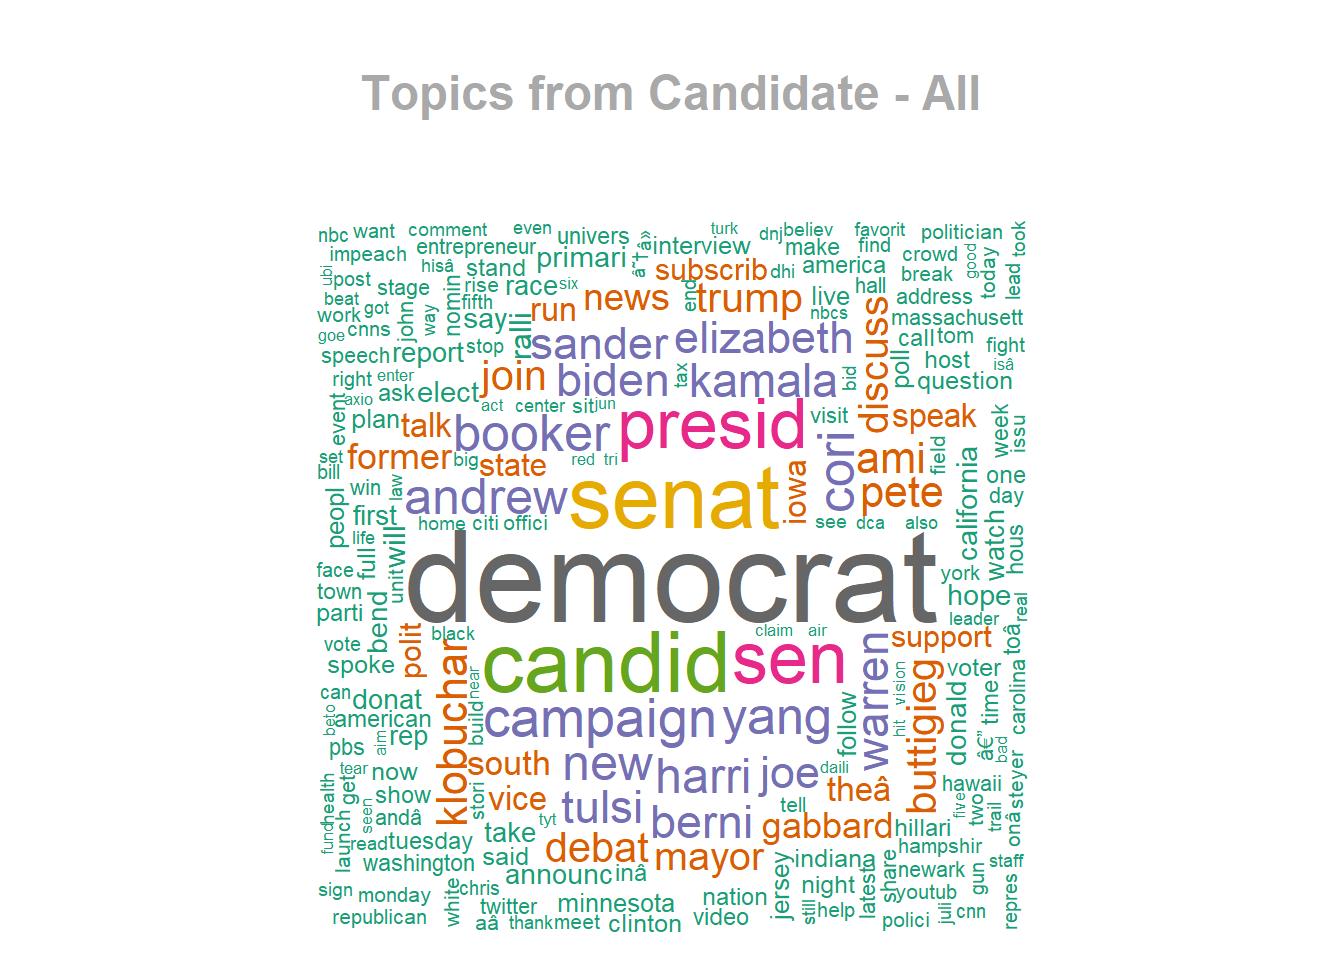 Topics from Candidate - All
nbc want comment even univers turk dnj believ favorit politician took
impeach entrepreneur hisâ stand primari interview make find crowd good today lead
ubi post stage rise race six subscrib dhi america hall break
beat got john way nomin fifth say run news end trump live nbcs address
work cnns goe stop ralli sander elizabeth discuss massachusett
speech report call tom fight
right enter join biden kamala tax bid poll host isâ
axio ask elect act center sit jun question
event plan talk booker presid visit speak week issu
set former big state red tri cori ami field
bill win law andrew senat iowa pete california one day
peopl first home citi offici see dca also watch hous
life full will
face unit democrat york
town hope real
parti bend leader
vote polit black claim air support toâ
spoke klobuchar near candid sen warren voter
can donat vision carolina
beto american build campaign yang follow hit buttigieg donald time
pbs aim rep â€” bad
tear now south new harri joe daili hawaii steyer
health get show vice theâ five two trail
fund launch seen andâ stori tulsi berni tell onâ
read tuesday take tyt gabbard hillari
washington said debat mayor hampshir
announc inâ indiana share newark staff
sign monday chris nation jersey night latest youtub gun
republican white twitter minnesota video still help polici juli cnn repres
aâ thank meet clinton